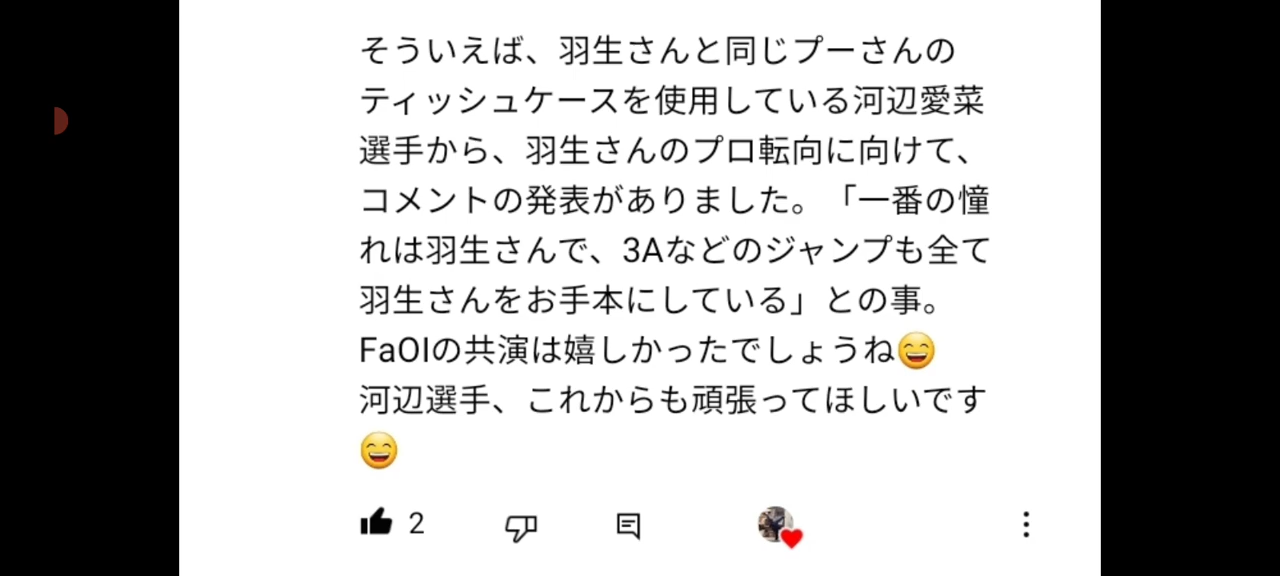 そういえば、羽生さんと同じプーさんの
ティッシュケースを使用している河辺愛菜
選手から、羽生さんのプロ転向に向けて、
コメントの発表がありました。「一番の憧
れは羽生さんで、3Aなどのジャンプも全て
羽生さんをお手本にしている」との事。
FaOIの共演は嬉しかったでしょうね😄
河辺選手、これからも頑張ってほしいです
😄
2